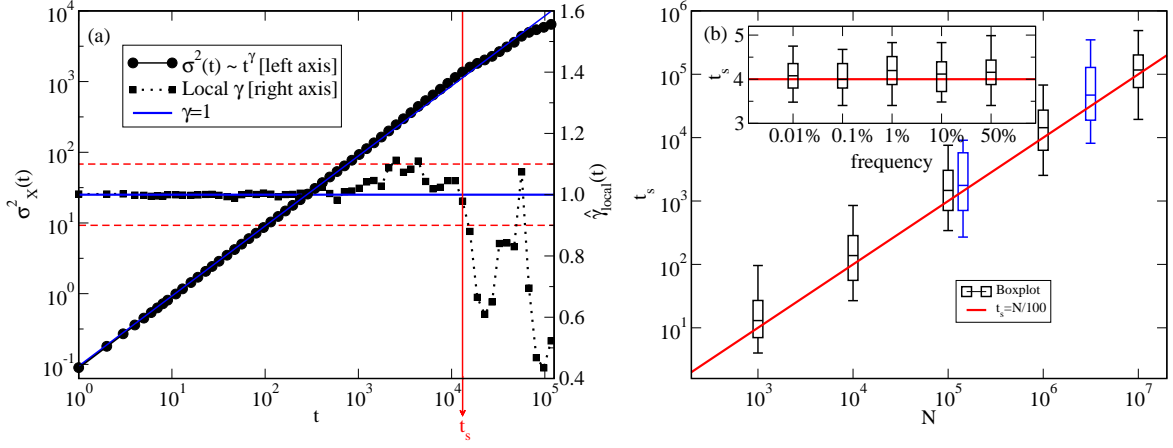 (a)
σ²(t) ~ t^γ [left axis]
Local γ [right axis]
γ=1
10⁴
10³
10²
10¹
10⁰
10⁻¹
σ²_X(t)
1.6
1.4
1.2
1.0
0.8
0.6
0.4
γ̂_local(t)
10⁰ 10¹ 10² 10³ 10⁴ 10⁵
t
t_s
(b)
5
4
3
t_s
0.01% 0.1% 1% 10% 50%
frequency
10⁶
10⁵
10⁴
10³
10²
10¹
t_s
Boxplot
t_s=N/100
10³ 10⁴ 10⁵ 10⁶ 10⁷
N